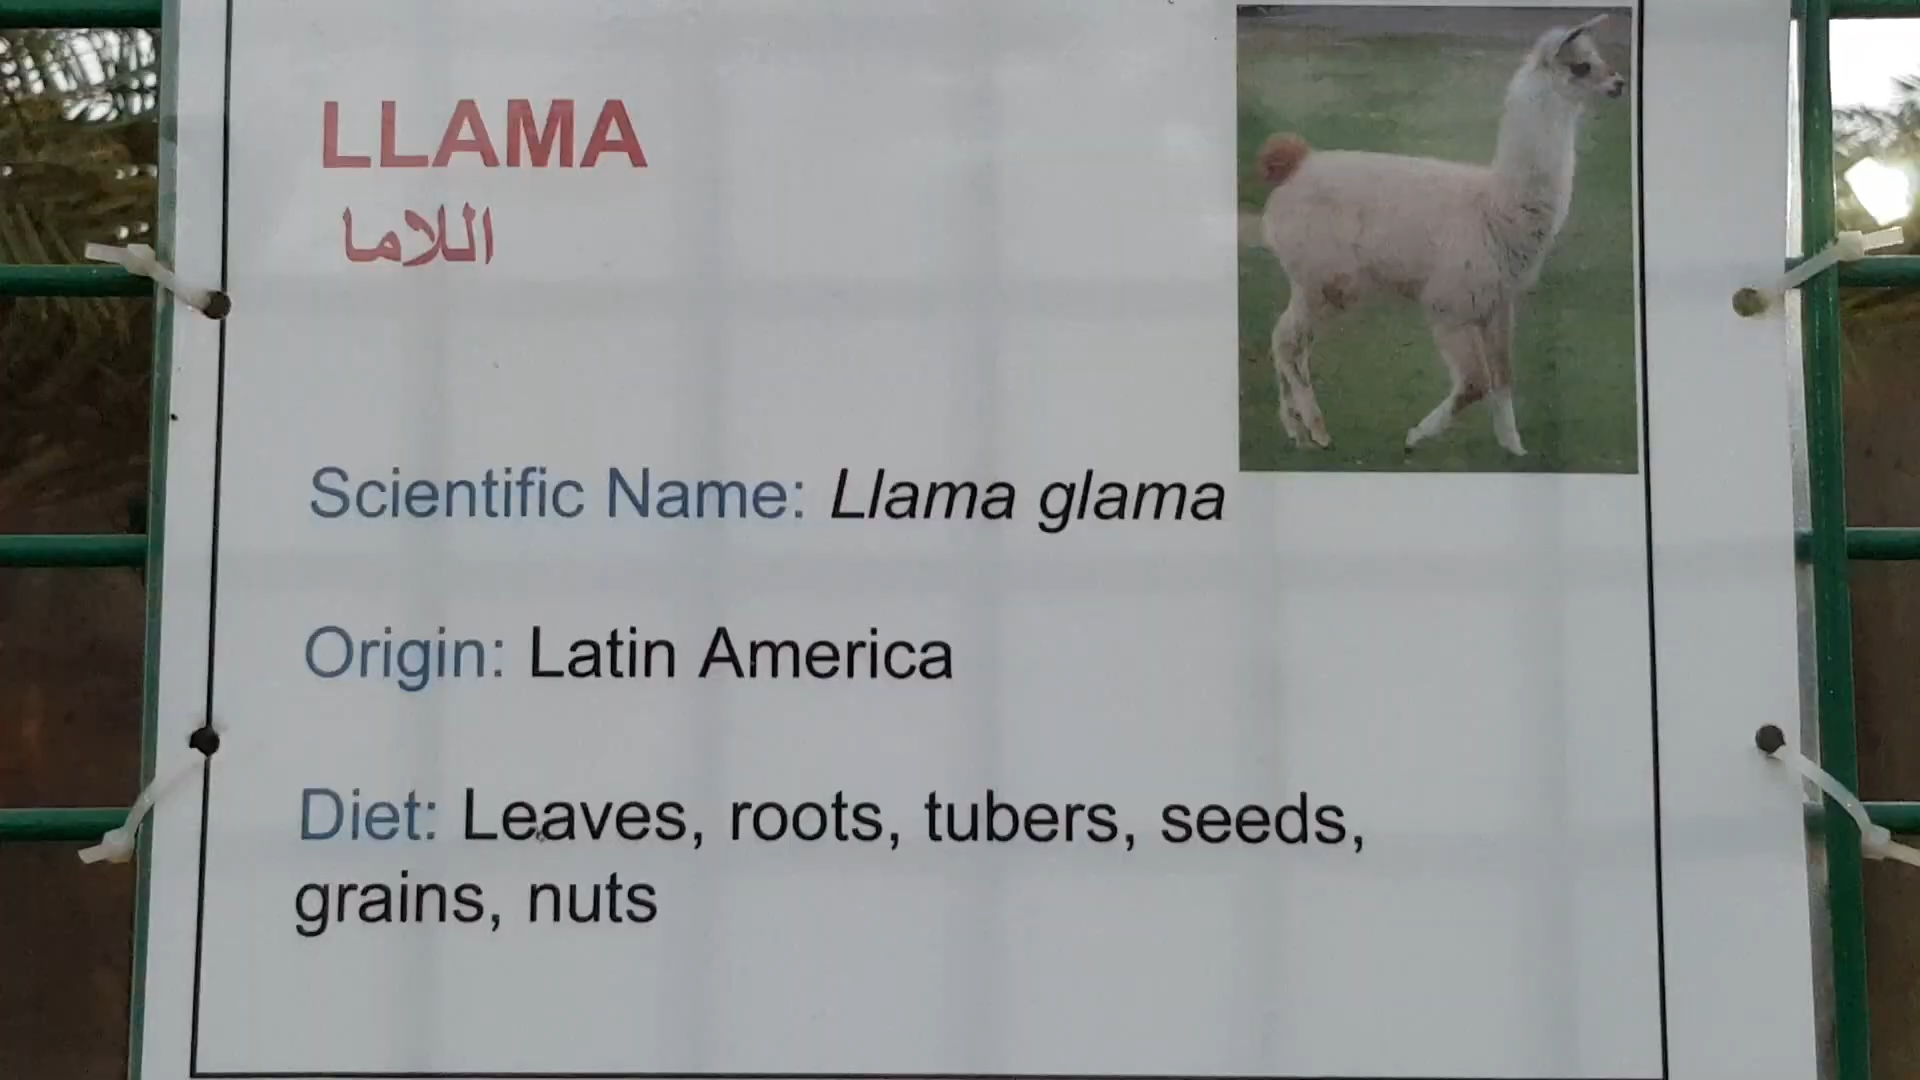 LLAMA
اللاما
Scientific Name: Llama glama
Origin: Latin America
Diet: Leaves, roots, tubers, seeds,
grains, nuts